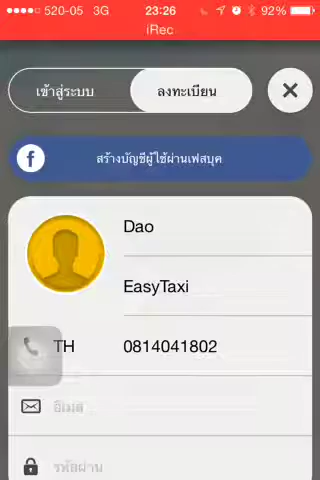 520-05 3G 23:26 92%
iRec
เข้าสู่ระบบ ลงทะเบียน
f สร้างบัญชีผู้ใช้ผ่านเฟสบุค
Dao
EasyTaxi
TH 0814041802
อีเมล
รหัสผ่าน